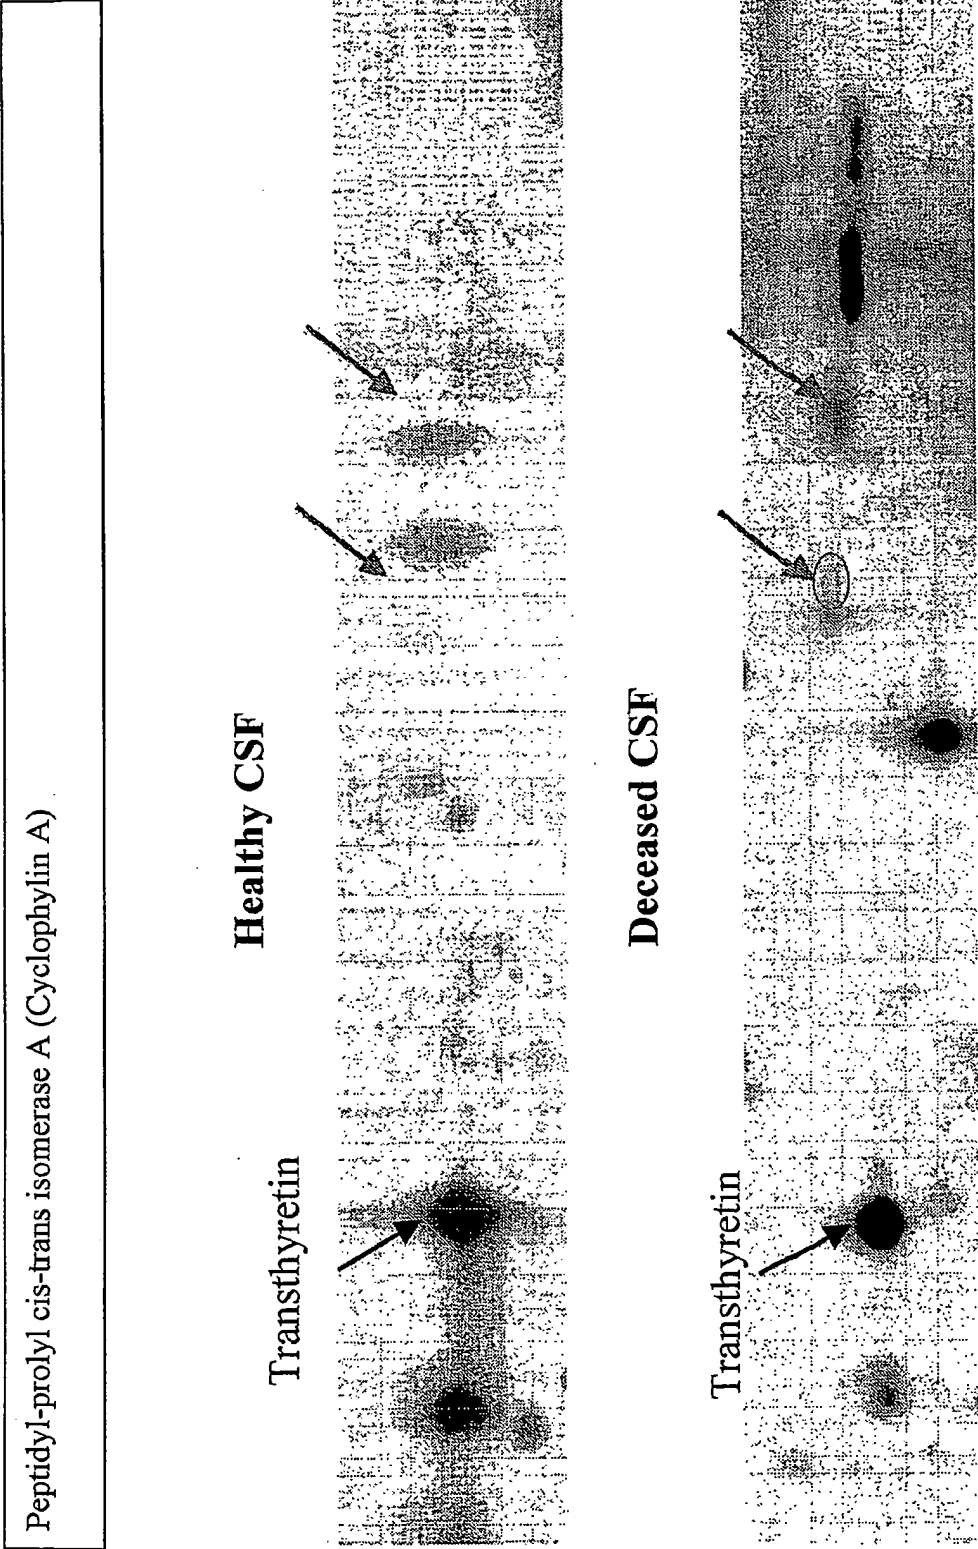 Peptidyl-prolyl cis-trans isomerase A (Cyclophylin A)
Healthy CSF
Transthyretin
Deceased CSF
Transthyretin